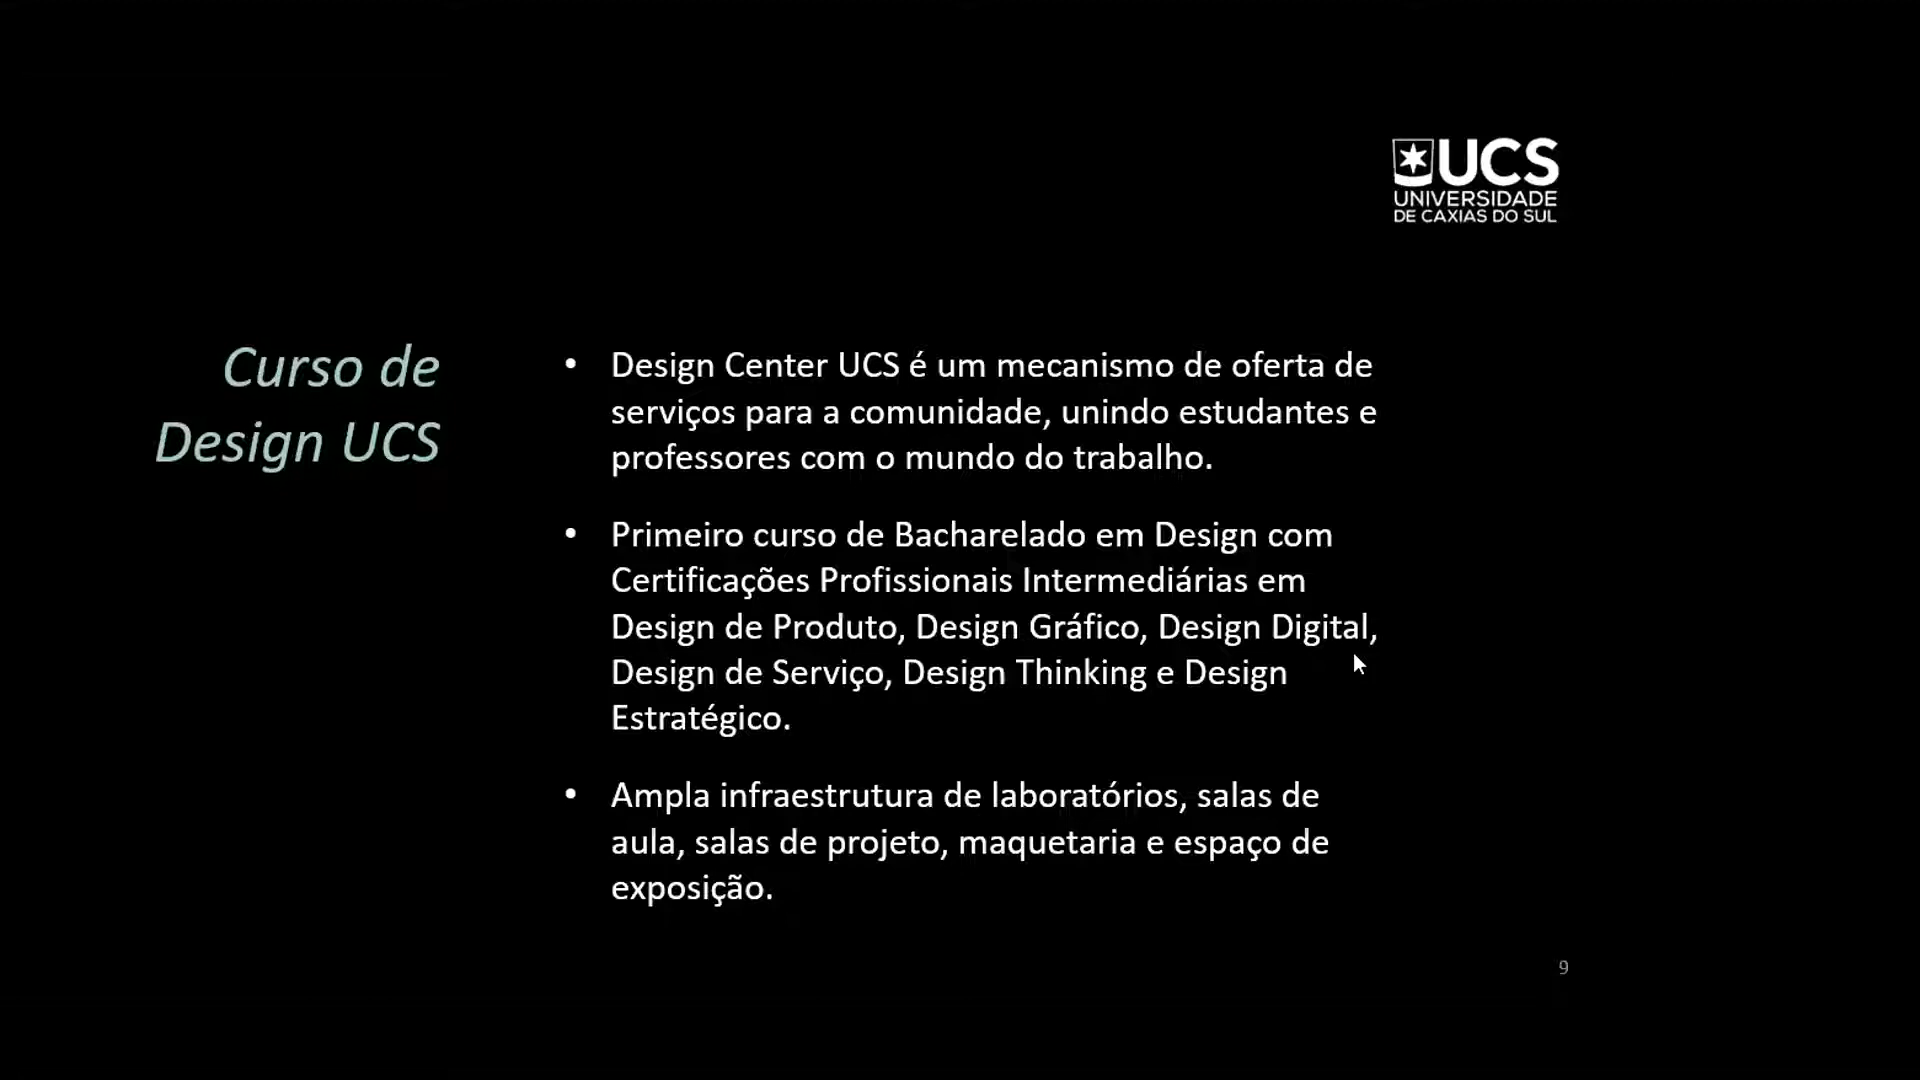 UCS
UNIVERSIDADE
DE CAXIAS DO SUL
Curso de
Design UCS
• Design Center UCS é um mecanismo de oferta de
serviços para a comunidade, unindo estudantes e
professores com o mundo do trabalho.
• Primeiro curso de Bacharelado em Design com
Certificações Profissionais Intermediárias em
Design de Produto, Design Gráfico, Design Digital,
Design de Serviço, Design Thinking e Design
Estratégico.
• Ampla infraestrutura de laboratórios, salas de
aula, salas de projeto, maquetaria e espaço de
exposição.
9